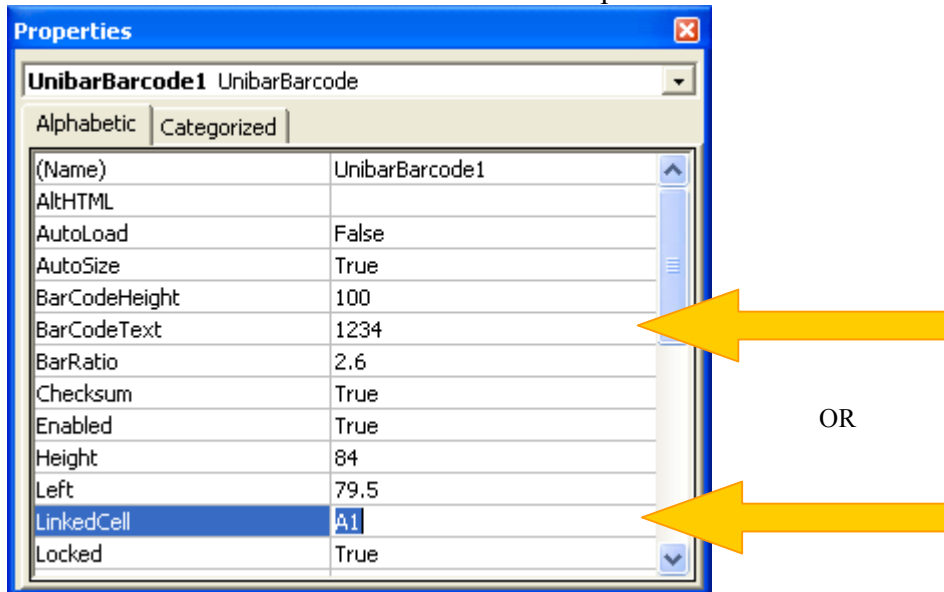 Properties
UnibarBarcode1 UnibarBarcode
Alphabetic Categorized
(Name) UnibarBarcode1
AltHTML
AutoLoad False
AutoSize True
BarCodeHeight 100
BarCodeText 1234
BarRatio 2.6
Checksum True
Enabled True
OR
Height 84
Left 79.5
LinkedCell A1
Locked True